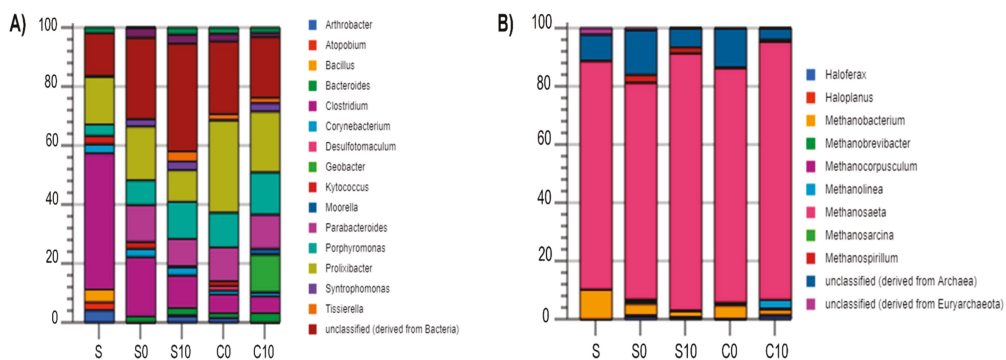 A)
100
80
60
40
20
0
S S0 S10 C0 C10
Arthrobacter
Atopobium
Bacillus
Bacteroides
Clostridium
Corynebacterium
Desulfotomaculum
Geobacter
Kytococcus
Moorella
Parabacteroides
Porphyromonas
Prolixibacter
Syntrophomonas
Tissierella
unclassified (derived from Bacteria)
B)
100
80
60
40
20
0
S S0 S10 C0 C10
Haloferax
Haloplanus
Methanobacterium
Methanobrevibacter
Methanocorpusculum
Methanolinea
Methanosaeta
Methanosarcina
Methanospirillum
unclassified (derived from Archaea)
unclassified (derived from Euryarchaeota)